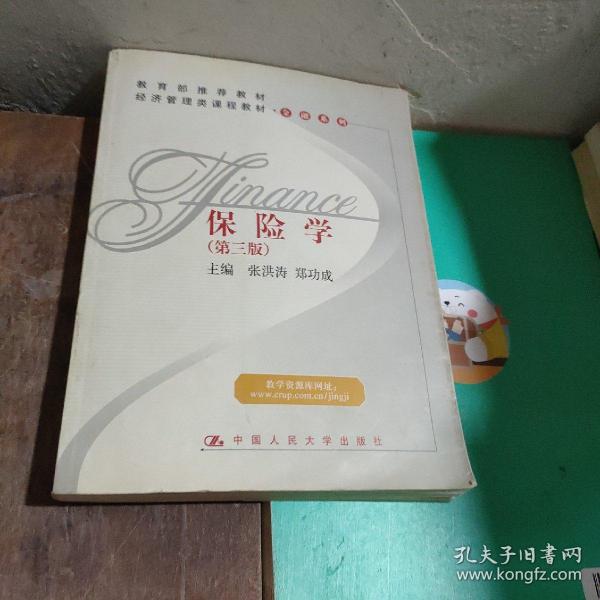 教育部推荐教材
经济管理类课程教材·金融系列
Finance
保险学
(第三版)
主编 张洪涛 郑功成
教学资源库网址:
www.crup.com.cn/jingji
中国人民大学出版社
孔夫子旧书网
www.kongfz.com